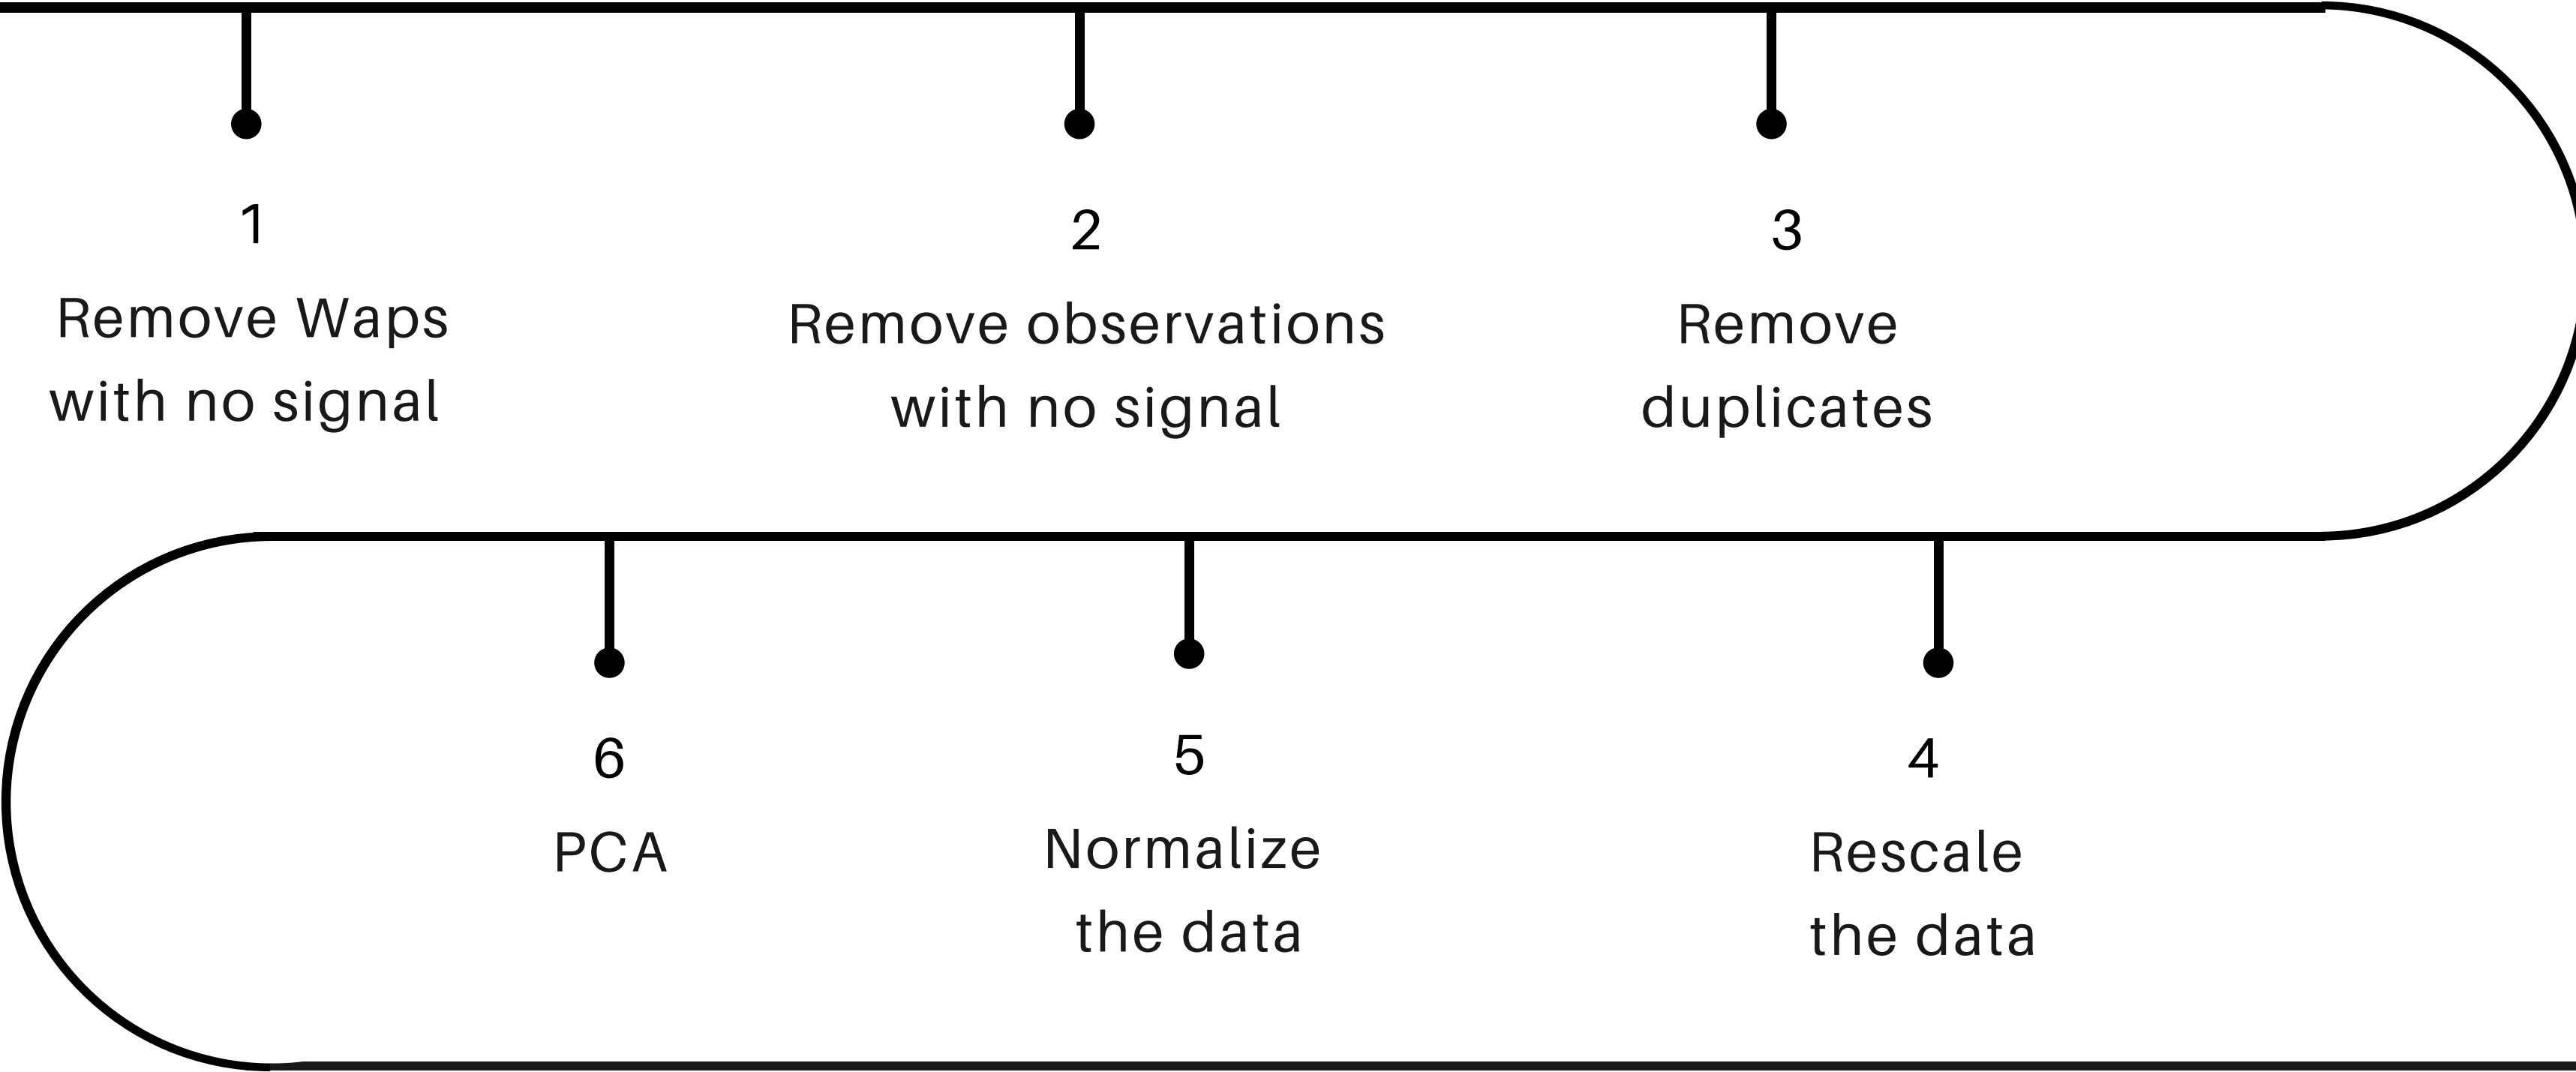 1
Remove Waps
with no signal
2
Remove observations
with no signal
3
Remove
duplicates
6
PCA
5
Normalize
the data
4
Rescale
the data